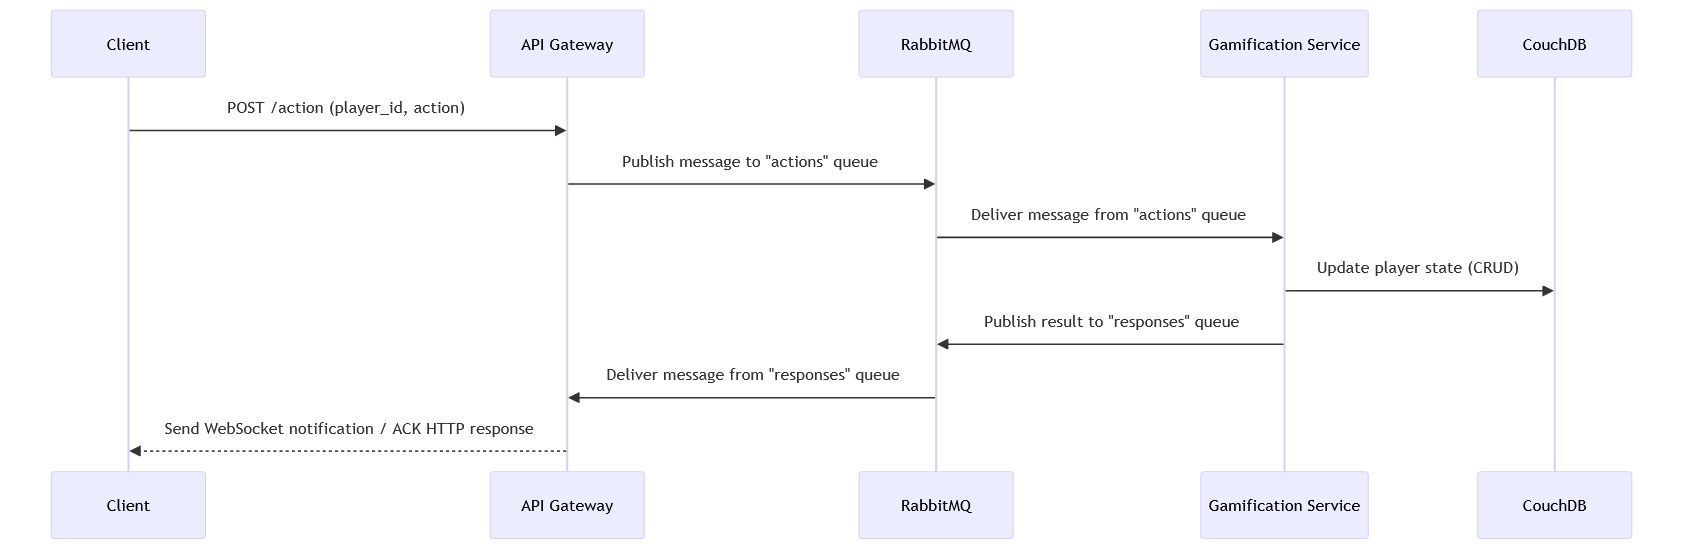 Client
API Gateway
RabbitMQ
Gamification Service
CouchDB
POST /action (player_id, action)
Publish message to "actions" queue
Deliver message from "actions" queue
Update player state (CRUD)
Publish result to "responses" queue
Deliver message from "responses" queue
Send WebSocket notification / ACK HTTP response
Client
API Gateway
RabbitMQ
Gamification Service
CouchDB